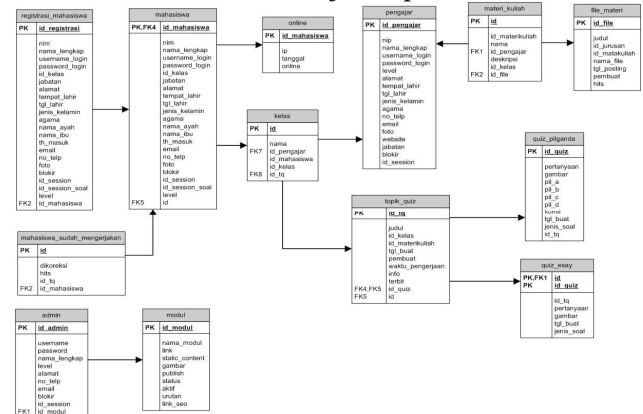 registrasi_mahasiswa
PK id_registrasi
nim
nama_lengkap
username_login
password_login
id_kelas
jabatan
alamat
tempat_lahir
tgl_lahir
jenis_kelamin
agama
nama_ayah
nama_ibu
th_masuk
email
no_telp
foto
blokir
id_session
id_session_soal
level
FK2 id_mahasiswa
mahasiswa
PK,FK4 id_mahasiswa
nim
nama_lengkap
username_login
password_login
id_kelas
jabatan
alamat
tempat_lahir
tgl_lahir
jenis_kelamin
agama
nama_ayah
nama_ibu
th_masuk
email
no_telp
foto
blokir
id_session
id_session_soal
level
FK5 id
online
PK id_mahasiswa
ip
tanggal
online
pengajar
PK id_pengajar
nip
nama_lengkap
username_login
password_login
level
alamat
tempat_lahir
tgl_lahir
jenis_kelamin
agama
no_telp
email
foto
website
jabatan
blokir
id_session
materi_kuliah
PK id
id_materikuliah
nama
FK1 id_pengajar
deskripsi
id_kelas
FK2 id_file
file_materi
PK id_file
judul
id_jurusan
id_matakuliah
nama_file
tgl_posting
pembuat
hits
kelas
PK id
nama
FK7 id_pengajar
id_mahasiswa
id_kelas
FK8 id_tq
quiz_pilganda
PK id_quiz
pertanyaan
gambar
pil_a
pil_b
pil_c
pil_d
kunci
tgl_buat
jenis_soal
id_tq
topik_quiz
PK id_tq
judul
id_kelas
id_materikuliah
tgl_buat
pembuat
waktu_pengerjaan
info
terbit
FK4,FK5 id_quiz
FK5 id
quiz_esay
PK,FK1 id
PK id_quiz
id_tq
pertanyaan
gambar
tgl_buat
jenis_soal
mahasiswa_sudah_mengerjakan
PK id
dikoreksi
hits
id_tq
FK2 id_mahasiswa
admin
PK id_admin
username
password
nama_lengkap
level
alamat
no_telp
email
blokir
id_session
FK1 id_modul
modul
PK id_modul
nama_modul
link
static_content
gambar
publish
status
aktif
urutan
link_seo